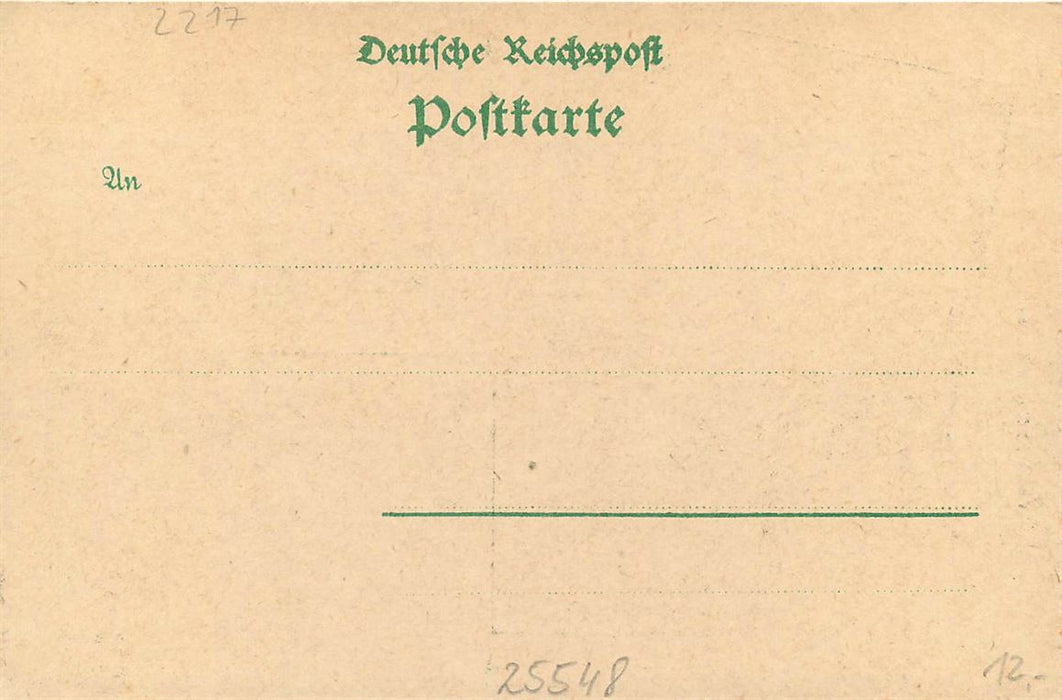 2217
Deutſche Reichspoſt
Poſtkarte
An
25548
12,-